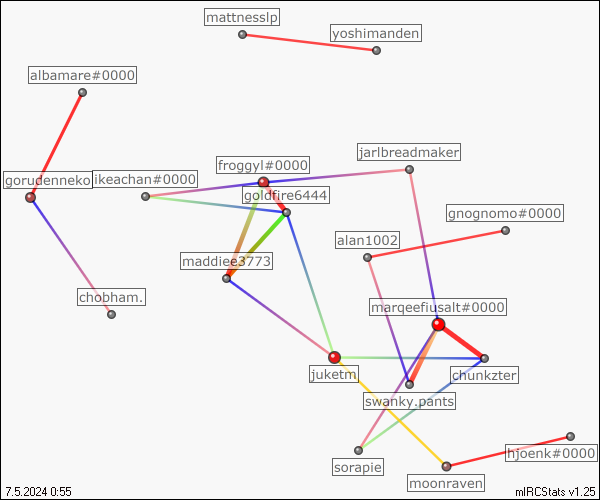 mattnesslp
yoshimanden
albamare#0000
jarlbreadmaker
froggyl#0000
gorudenneko
ikeachan#0000
goldfire6444
gnognomo#0000
alan1002
maddiee3773
chobham.
marqeefiusalt#0000
juketm
chunkzter
swanky.pants
hjoenk#0000
sorapie
moonraven
7.5.2024 0:55
mIRCStats v1.25